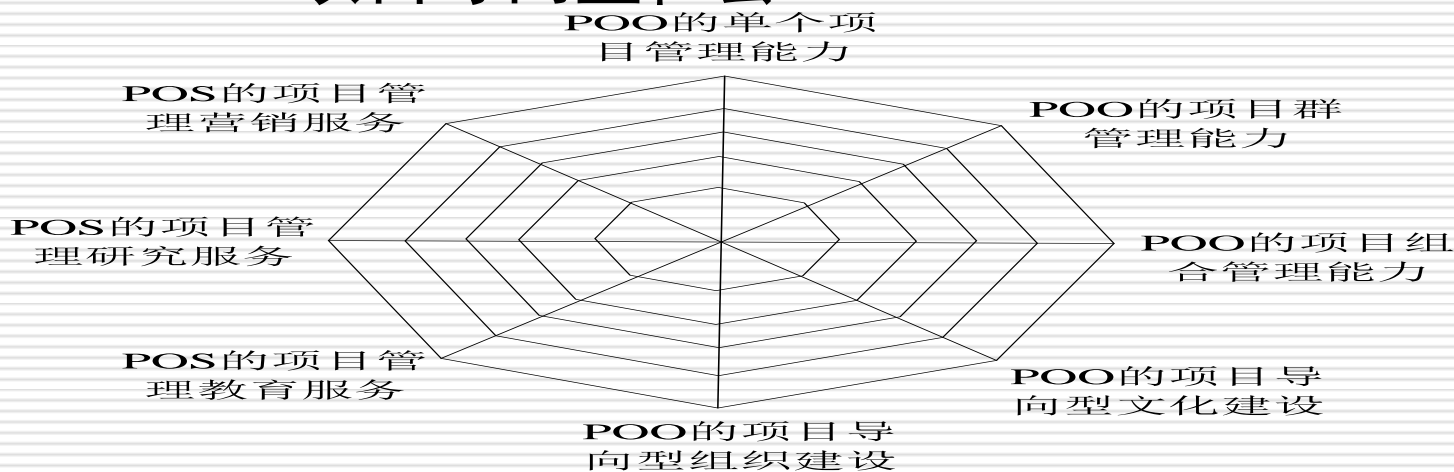 POO的单个项
目管理能力
POO的项目群
管理能力
POO的项目组
合管理能力
POO的项目导
向型文化建设
POO的项目导
向型组织建设
POS的项目管
理教育服务
POS的项目管
理研究服务
POS的项目管
理营销服务